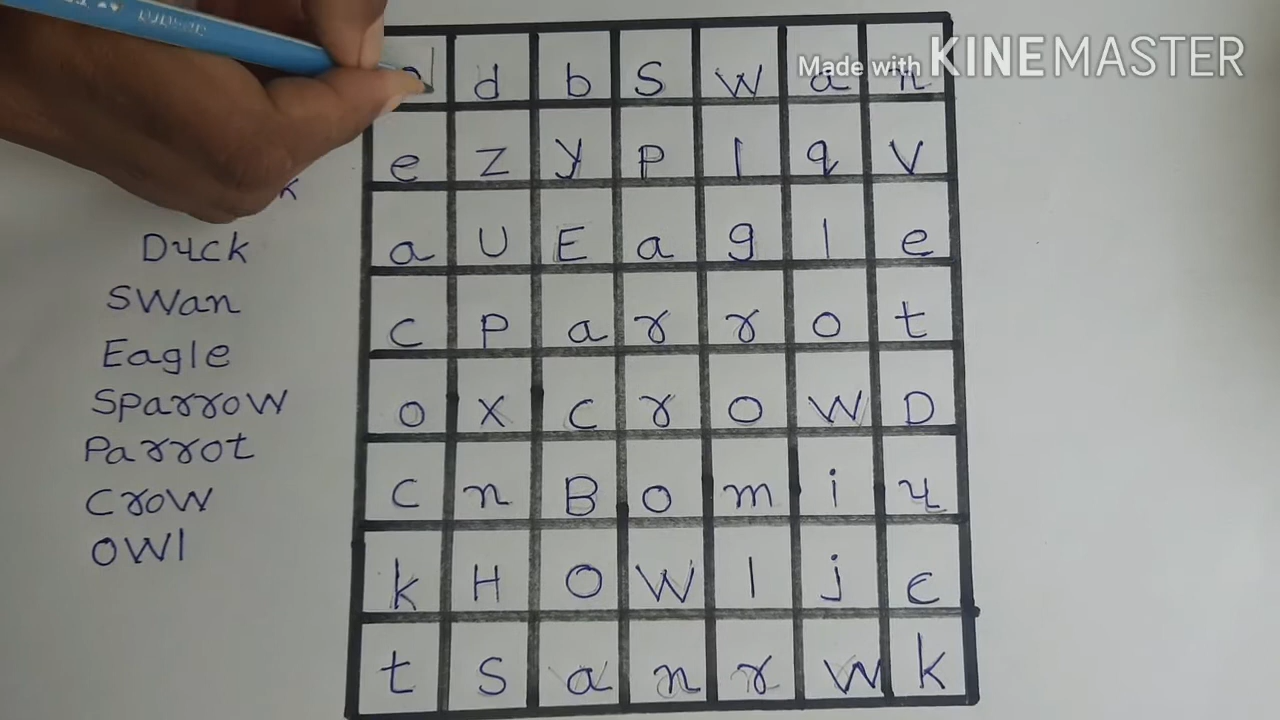 Made with KINEMASTER
d b S W a n
e z y p l q v
a U E a g l e
c p a r r o t
o x c r o w D
c n B o m i u
k H O W l j c
t S a n r w k
Duck
Swan
Eagle
Sparrow
Parrot
Crow
Owl